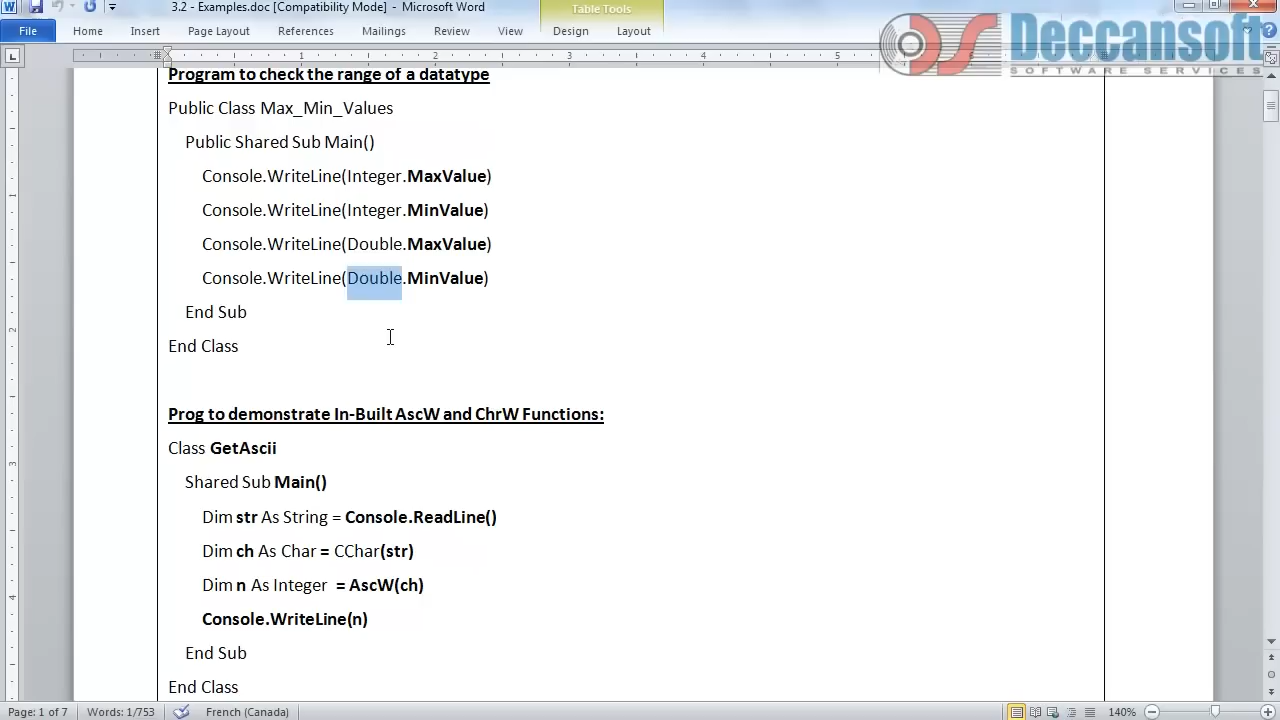 3.2 - Examples.doc [Compatibility Mode] - Microsoft Word
Table Tools
File Home Insert Page Layout References Mailings Review View Design Layout
Deccansoft
SOFTWARE SERVICES
Program to check the range of a datatype
Public Class Max_Min_Values
Public Shared Sub Main()
Console.WriteLine(Integer.MaxValue)
Console.WriteLine(Integer.MinValue)
Console.WriteLine(Double.MaxValue)
Console.WriteLine(Double.MinValue)
End Sub
End Class
Prog to demonstrate In-Built AscW and ChrW Functions:
Class GetAscii
Shared Sub Main()
Dim str As String = Console.ReadLine()
Dim ch As Char = CChar(str)
Dim n As Integer = AscW(ch)
Console.WriteLine(n)
End Sub
End Class
Page: 1 of 7 Words: 1/753 French (Canada) 140%